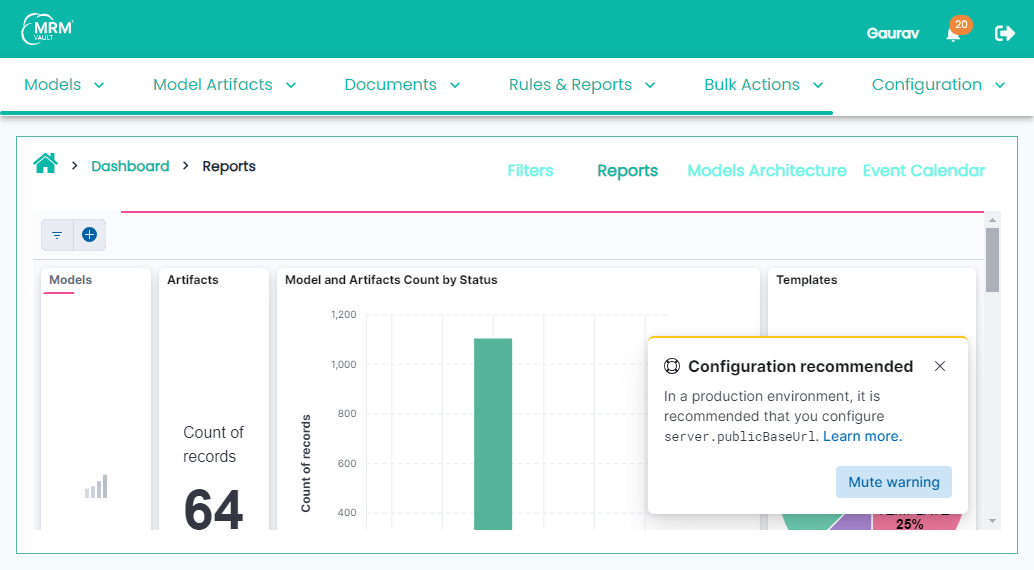 MRM
VAULT
Gaurav
20
Models
Model Artifacts
Documents
Rules & Reports
Bulk Actions
Configuration
Dashboard
Reports
Filters
Reports
Models Architecture
Event Calendar
Models
Artifacts
Count of
records
64
Model and Artifacts Count by Status
1,200
1,000
800
600
400
Count of records
Templates
25%
Configuration recommended
In a production environment, it is
recommended that you configure
server.publicBaseUrl. Learn more.
Mute warning